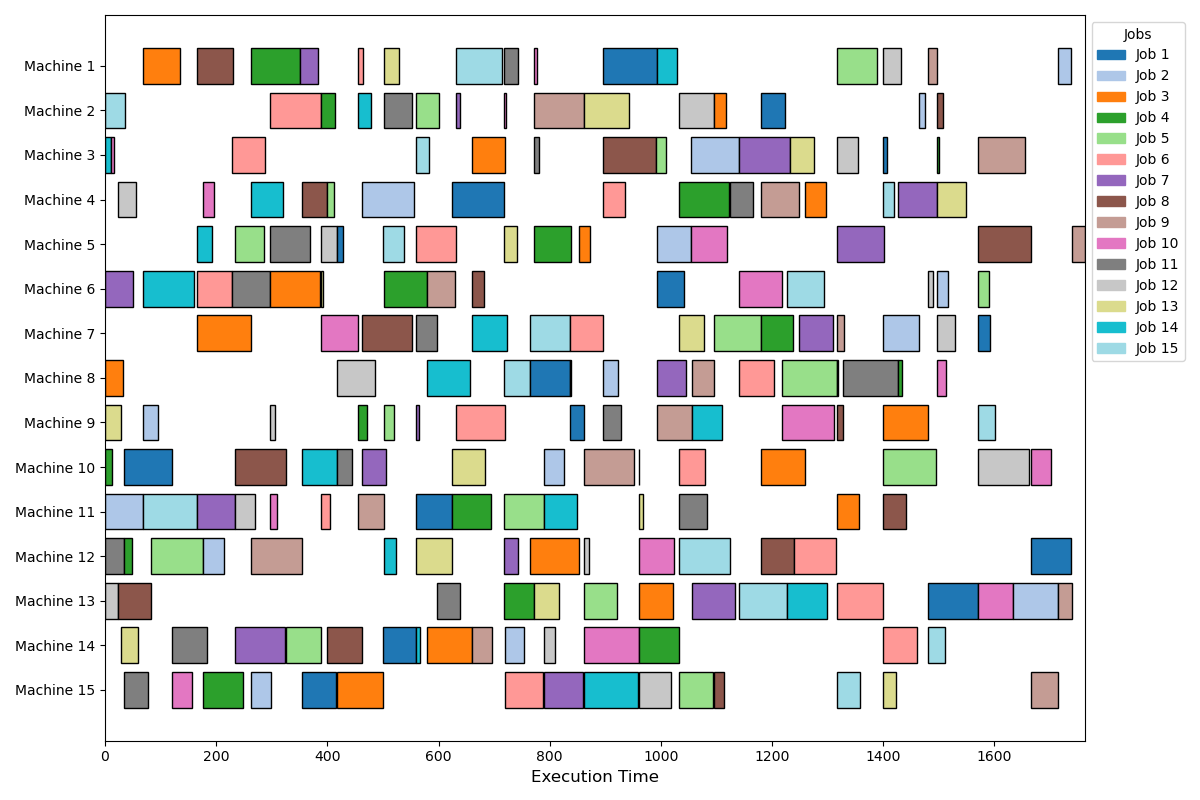 Machine 1
Machine 2
Machine 3
Machine 4
Machine 5
Machine 6
Machine 7
Machine 8
Machine 9
Machine 10
Machine 11
Machine 12
Machine 13
Machine 14
Machine 15
0 200 400 600 800 1000 1200 1400 1600
Execution Time
Jobs
Job 1
Job 2
Job 3
Job 4
Job 5
Job 6
Job 7
Job 8
Job 9
Job 10
Job 11
Job 12
Job 13
Job 14
Job 15